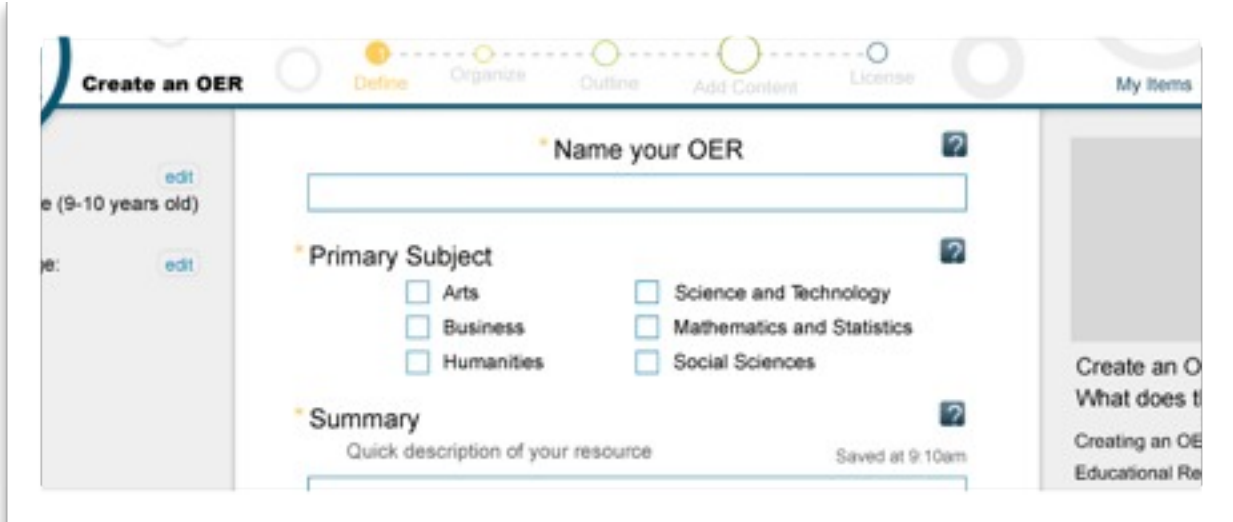 Create an OER
1
Define
Organize
Outline
Add Content
License
My Items
* Name your OER ?
edit
e (9-10 years old)
ge: edit
* Primary Subject ?
Arts
Science and Technology
Business
Mathematics and Statistics
Humanities
Social Sciences
* Summary ?
Quick description of your resource
Saved at 9:10am
Create an O
What does t
Creating an OE
Educational Re